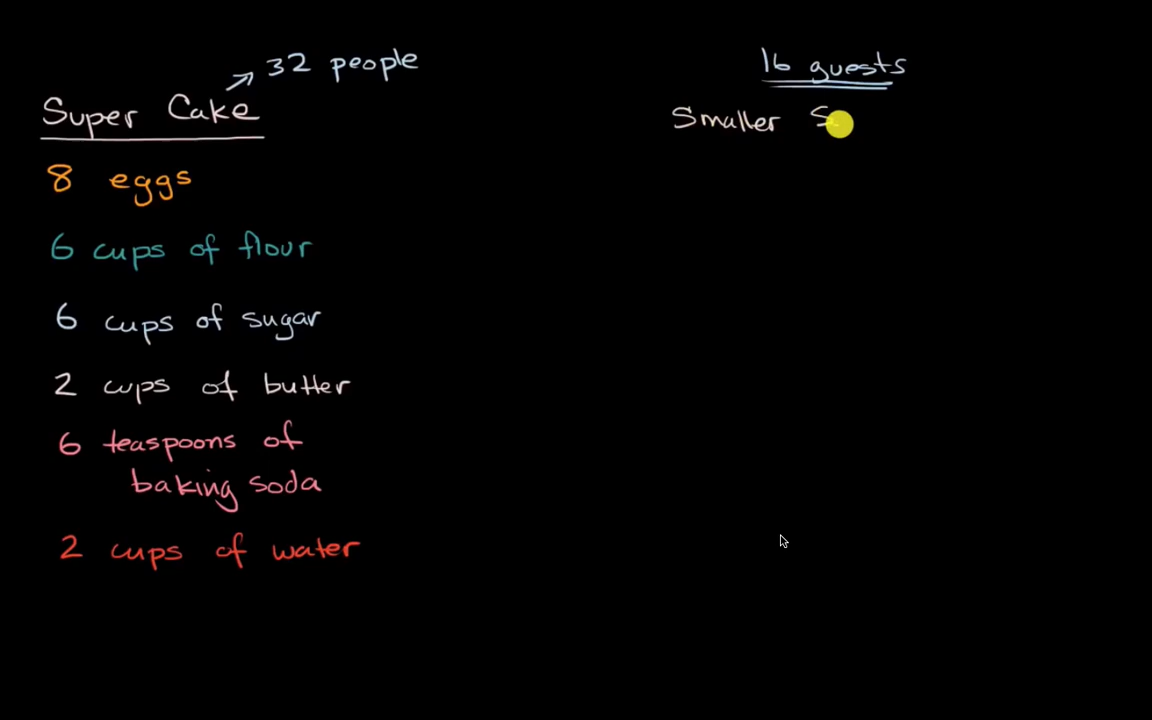 32 people
Super Cake
8 eggs
6 cups of flour
6 cups of sugar
2 cups of butter
6 teaspoons of
baking soda
2 cups of water
16 guests
Smaller S